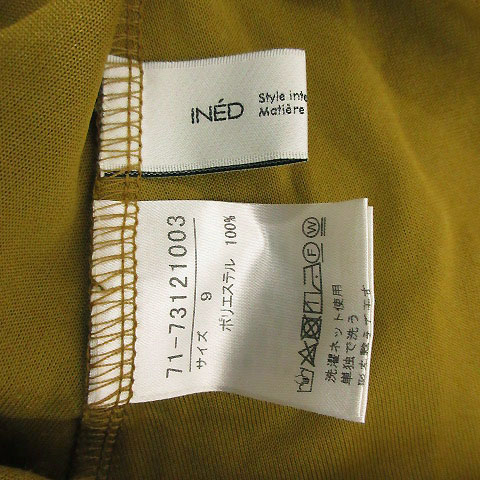 INÉD
Style inte
Matière
71-73121003
サイズ 9
ポリエステル 100%
洗濯ネット使用
単独で洗う